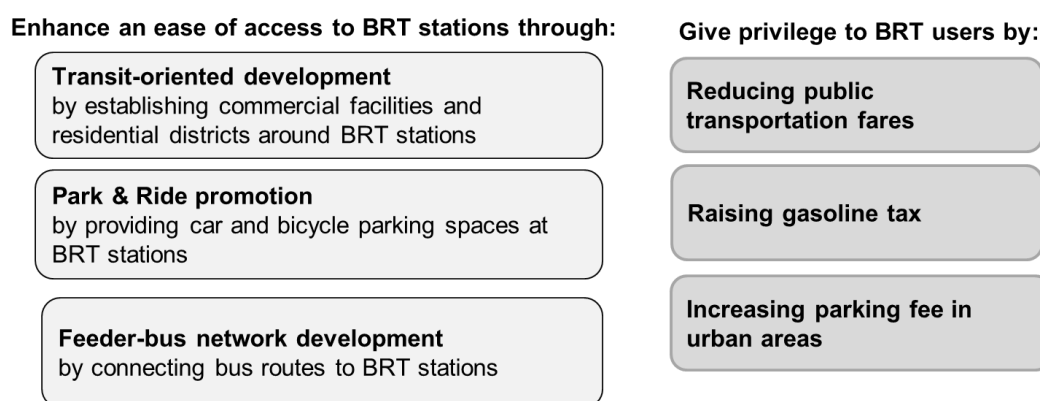 Enhance an ease of access to BRT stations through:
Transit-oriented development
by establishing commercial facilities and
residential districts around BRT stations
Park & Ride promotion
by providing car and bicycle parking spaces at
BRT stations
Feeder-bus network development
by connecting bus routes to BRT stations
Give privilege to BRT users by:
Reducing public
transportation fares
Raising gasoline tax
Increasing parking fee in
urban areas